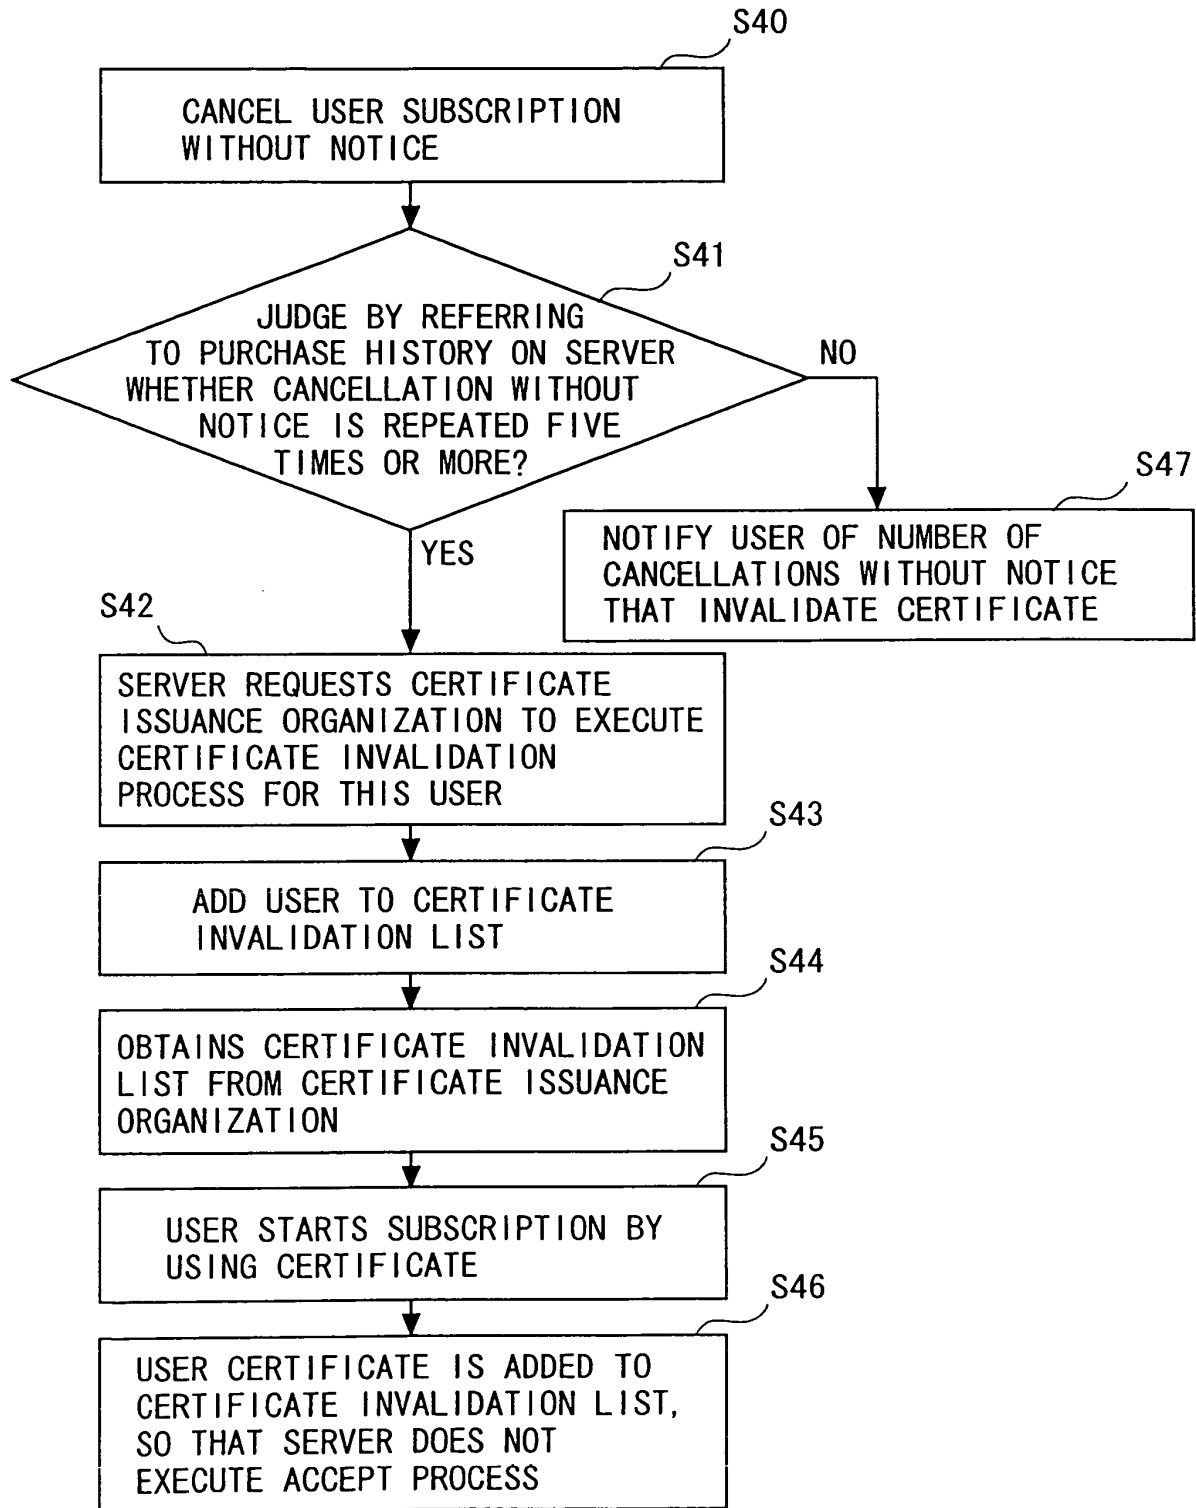 S40
CANCEL USER SUBSCRIPTION
WITHOUT NOTICE
S41
JUDGE BY REFERRING
TO PURCHASE HISTORY ON SERVER
WHETHER CANCELLATION WITHOUT
NOTICE IS REPEATED FIVE
TIMES OR MORE?
NO
YES
S47
NOTIFY USER OF NUMBER OF
CANCELLATIONS WITHOUT NOTICE
THAT INVALIDATE CERTIFICATE
S42
SERVER REQUESTS CERTIFICATE
ISSUANCE ORGANIZATION TO EXECUTE
CERTIFICATE INVALIDATION
PROCESS FOR THIS USER
S43
ADD USER TO CERTIFICATE
INVALIDATION LIST
S44
OBTAINS CERTIFICATE INVALIDATION
LIST FROM CERTIFICATE ISSUANCE
ORGANIZATION
S45
USER STARTS SUBSCRIPTION BY
USING CERTIFICATE
S46
USER CERTIFICATE IS ADDED TO
CERTIFICATE INVALIDATION LIST,
SO THAT SERVER DOES NOT
EXECUTE ACCEPT PROCESS